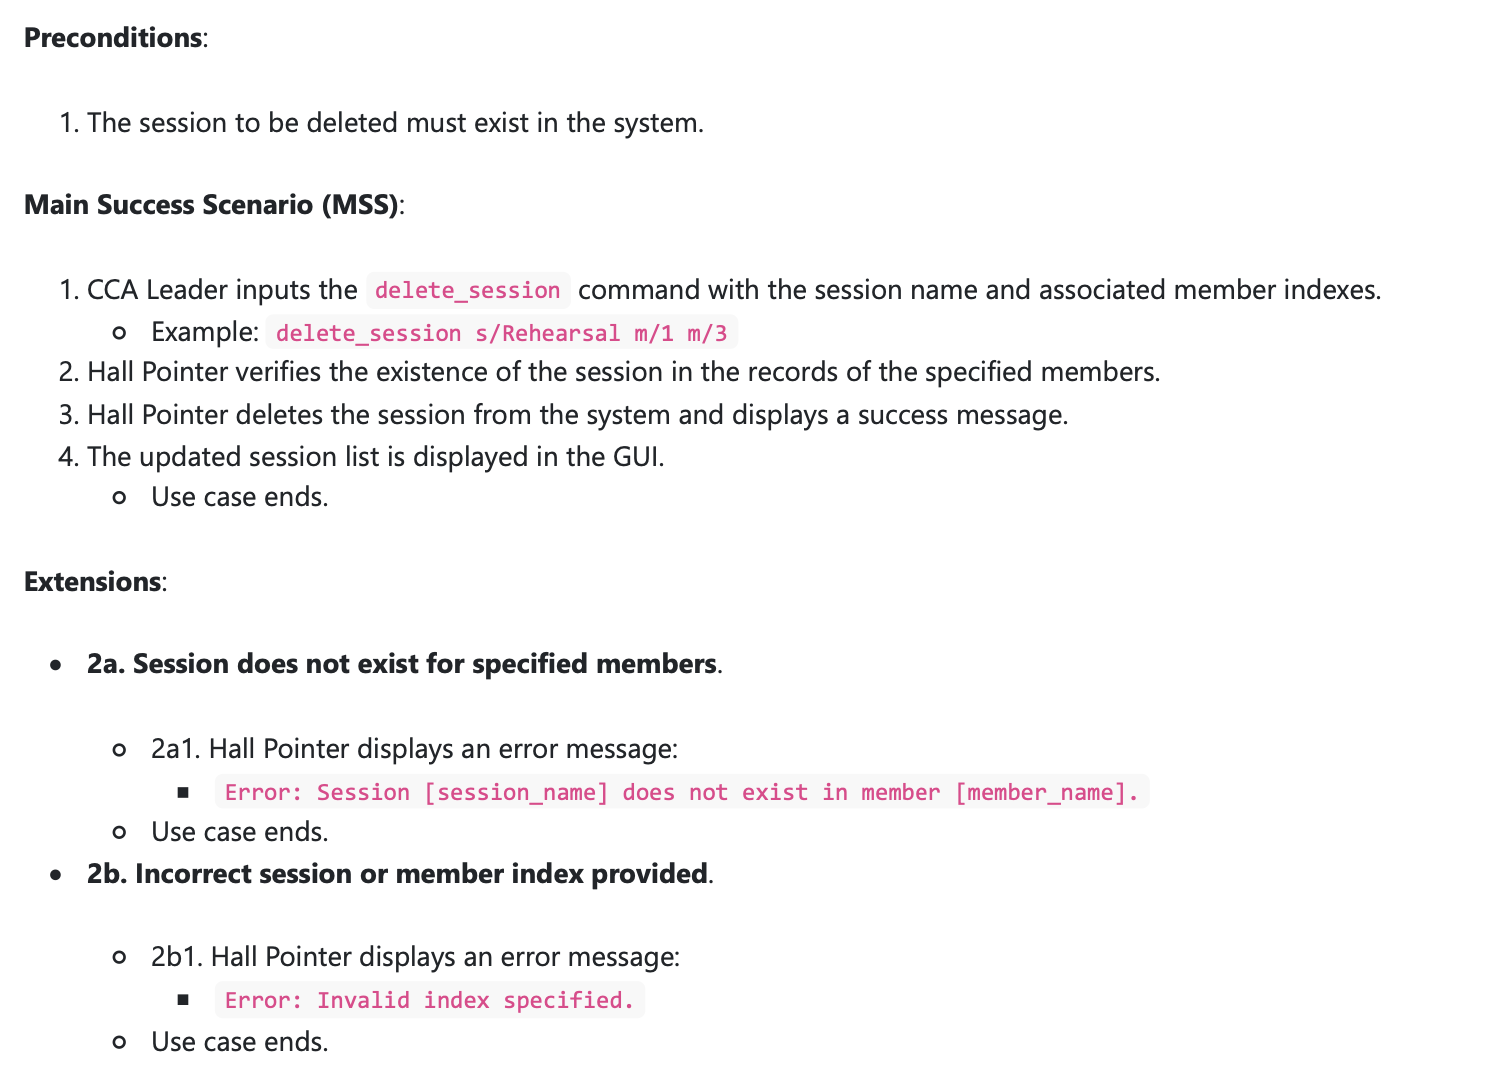 Preconditions:
1. The session to be deleted must exist in the system.
Main Success Scenario (MSS):
1. CCA Leader inputs the delete_session command with the session name and associated member indexes.
Example: delete_session s/Rehearsal m/1 m/3
2. Hall Pointer verifies the existence of the session in the records of the specified members.
3. Hall Pointer deletes the session from the system and displays a success message.
4. The updated session list is displayed in the GUI.
Use case ends.
Extensions:
2a. Session does not exist for specified members.
2a1. Hall Pointer displays an error message:
Error: Session [session_name] does not exist in member [member_name].
Use case ends.
2b. Incorrect session or member index provided.
2b1. Hall Pointer displays an error message:
Error: Invalid index specified.
Use case ends.